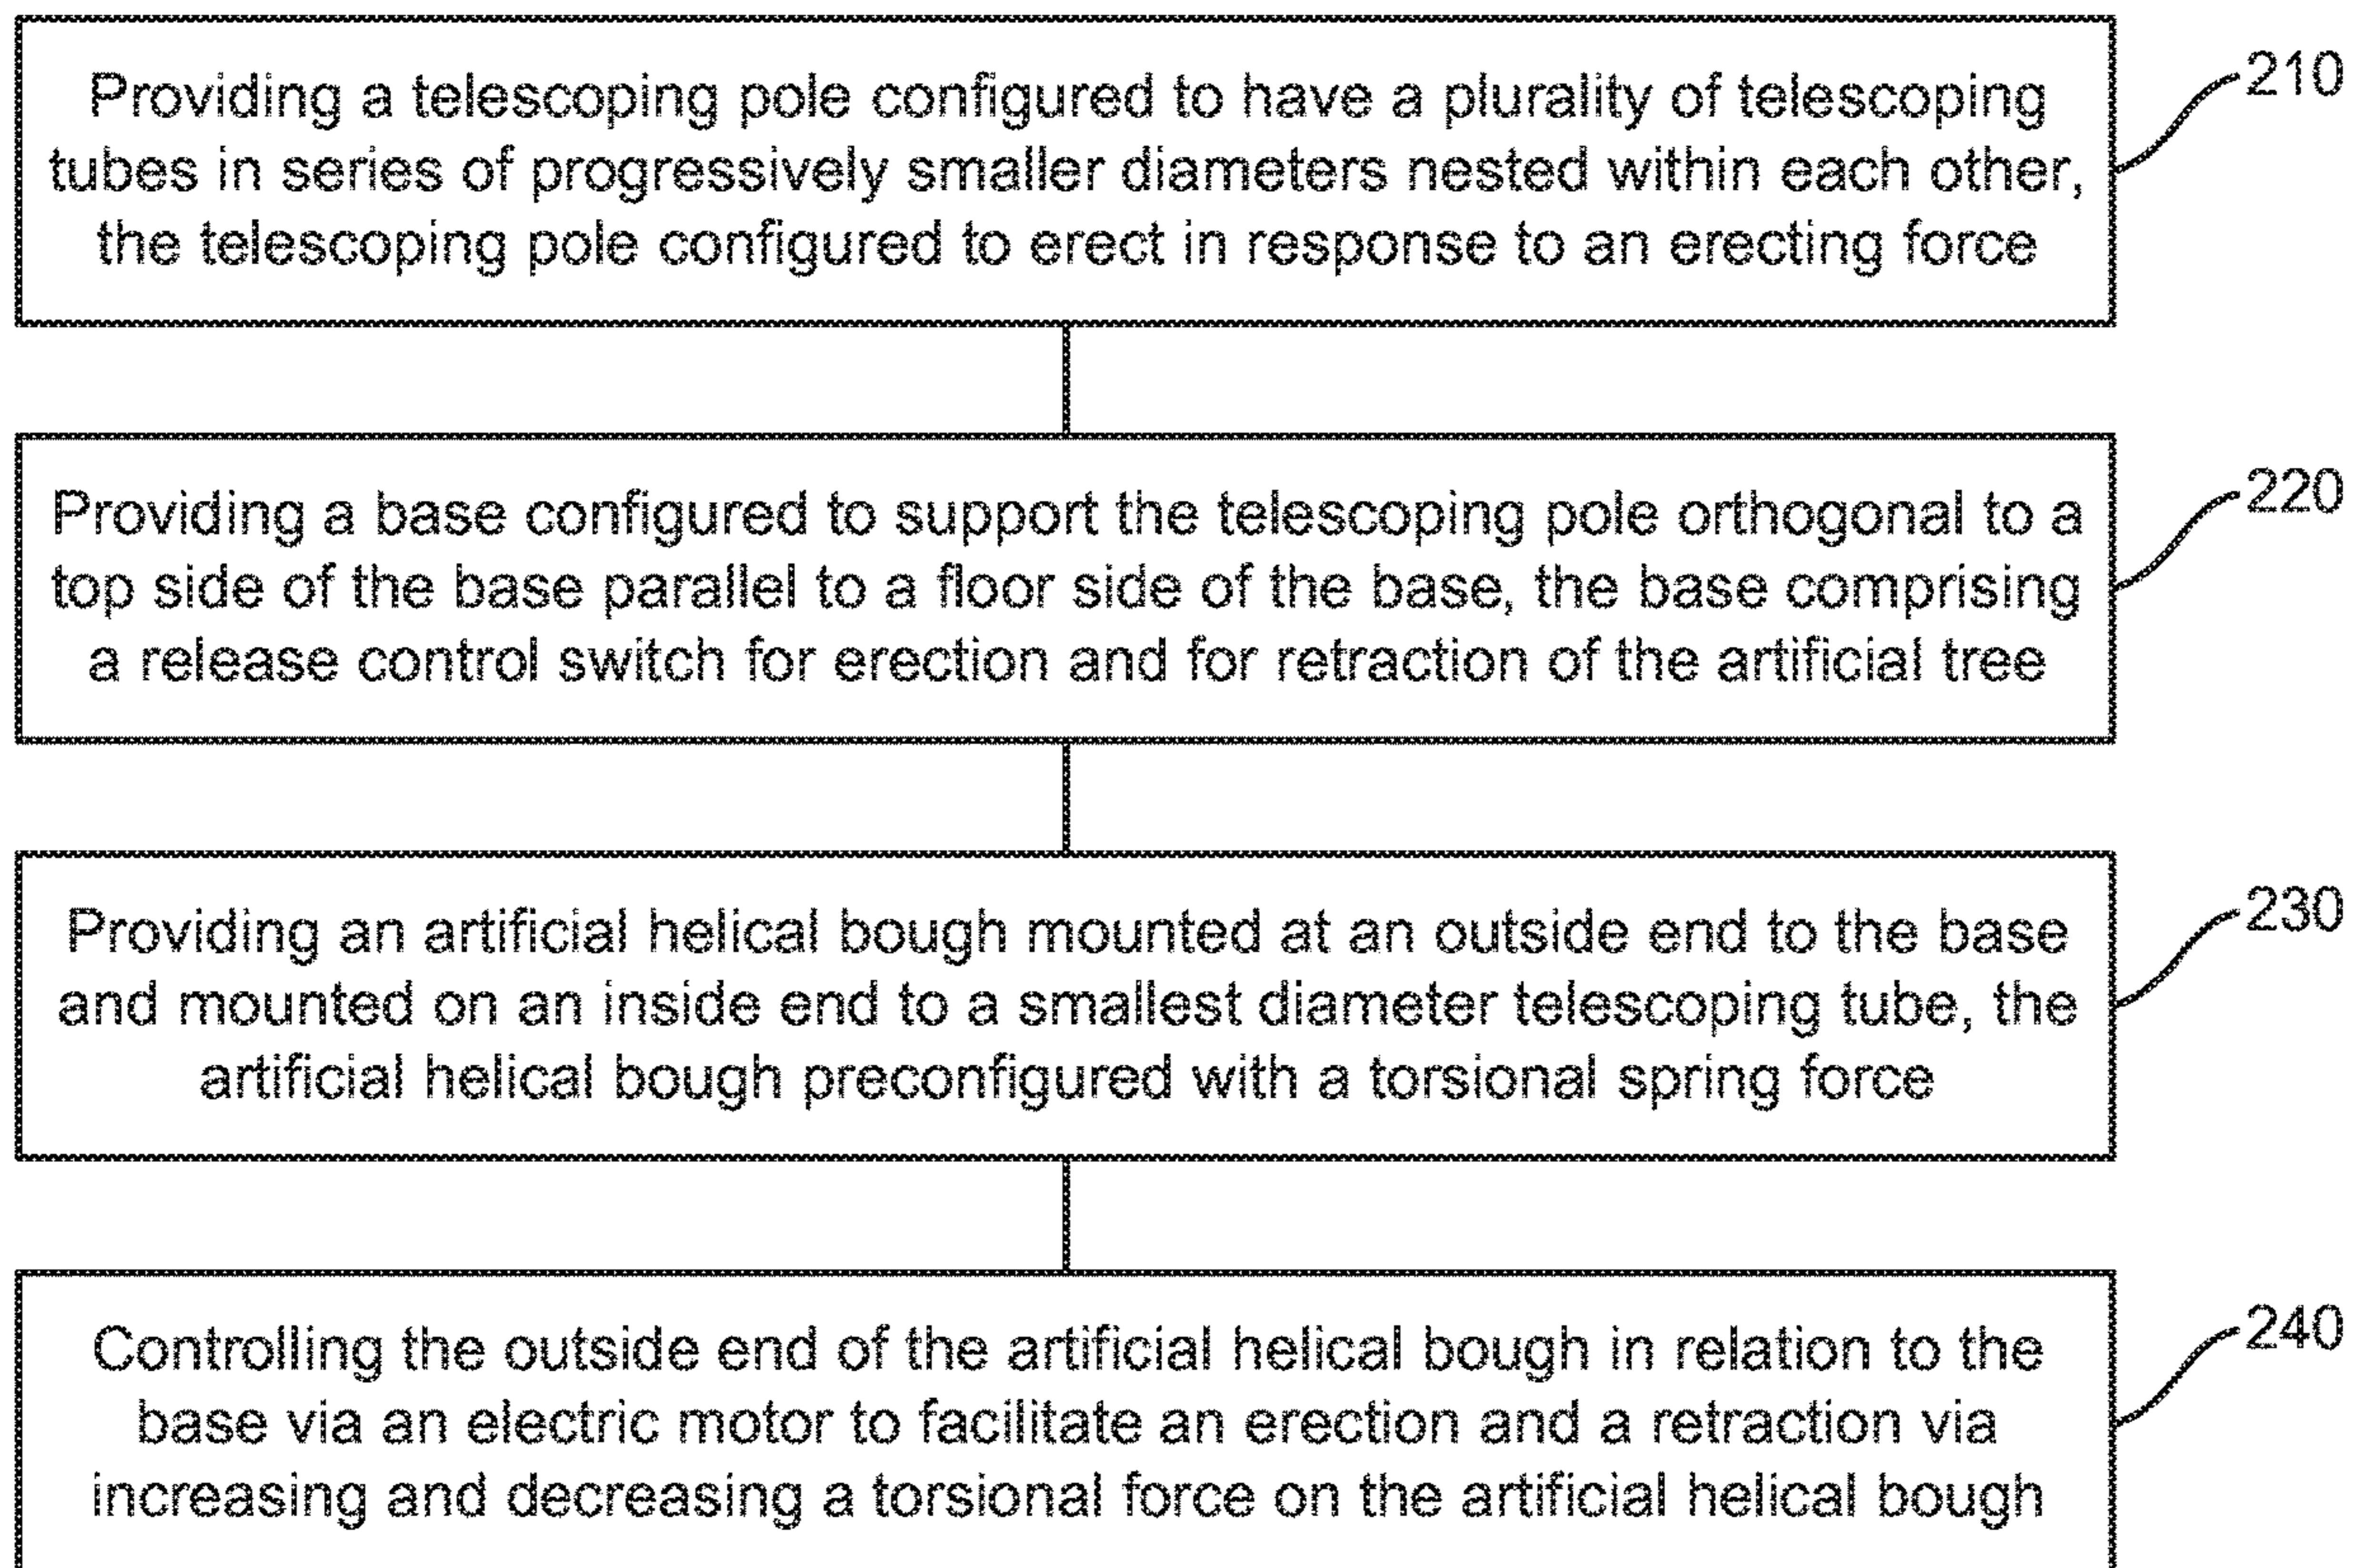 Providing a telescoping pole configured to have a plurality of telescoping
tubes in series of progressively smaller diameters nested within each other,
the telescoping pole configured to erect in response to an erecting force
210
Providing a base configured to support the telescoping pole orthogonal to a
top side of the base parallel to a floor side of the base, the base comprising
a release control switch for erection and for retraction of the artificial tree
220
Providing an artificial helical bough mounted at an outside end to the base
and mounted on an inside end to a smallest diameter telescoping tube, the
artificial helical bough preconfigured with a torsional spring force
230
Controlling the outside end of the artificial helical bough in relation to the
base via an electric motor to facilitate an erection and a retraction via
increasing and decreasing a torsional force on the artificial helical bough
240